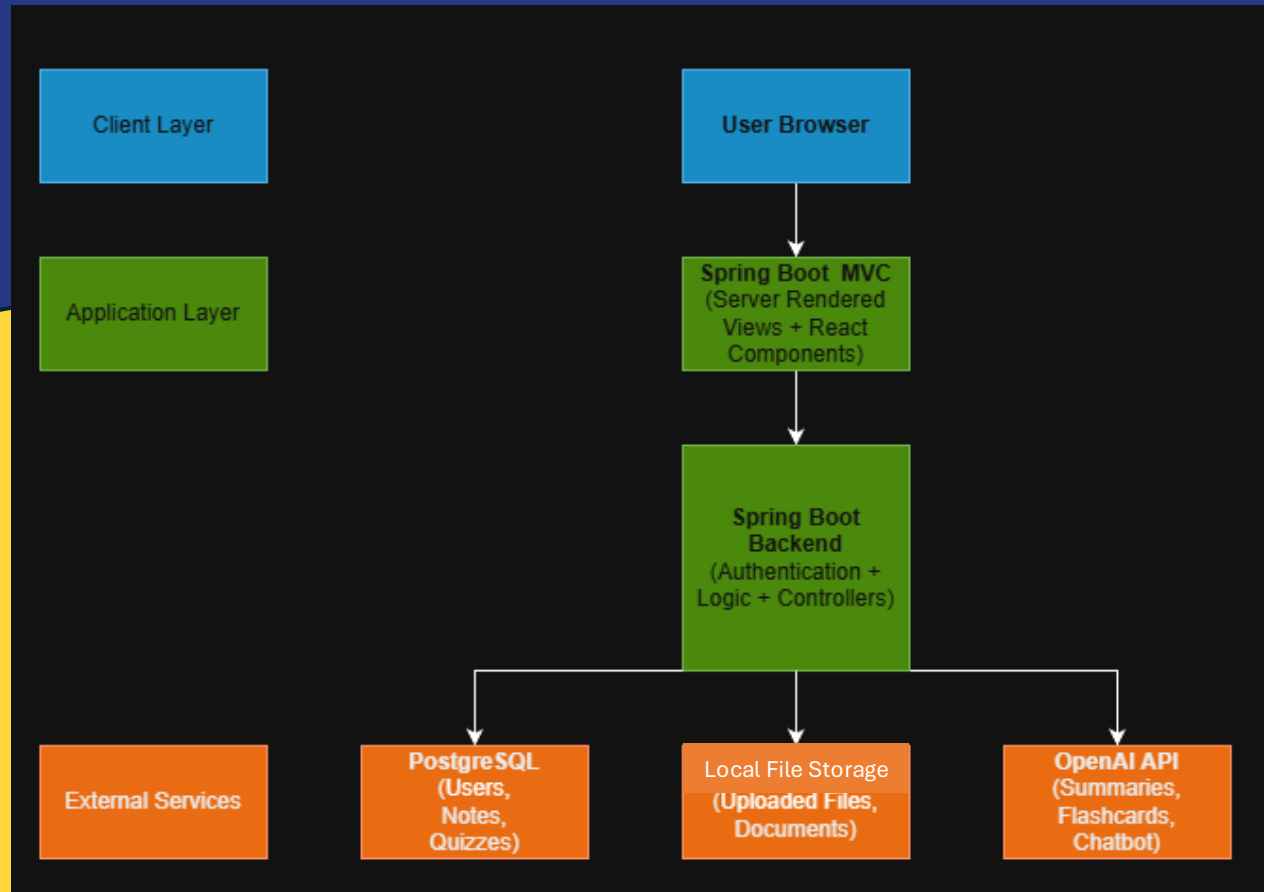 Client Layer
User Browser
Application Layer
Spring Boot MVC
(Server Rendered
Views + React
Components)
Spring Boot
Backend
(Authentication +
Logic + Controllers)
External Services
PostgreSQL
(Users,
Notes,
Quizzes)
Local File Storage
(Uploaded Files,
Documents)
OpenAI API
(Summaries,
Flashcards,
Chatbot)